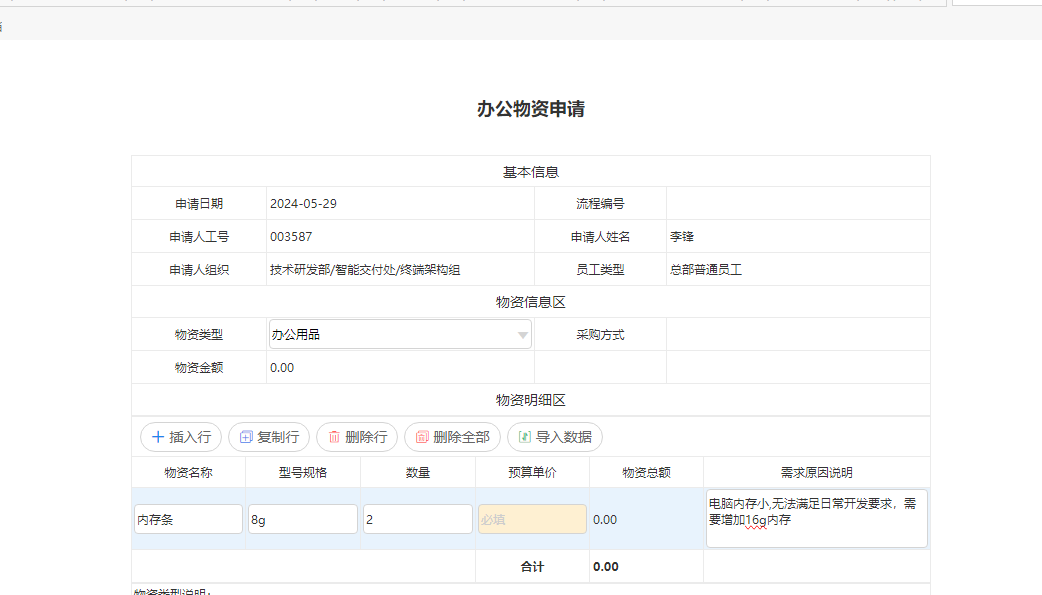 办公物资申请
基本信息
申请日期 2024-05-29 流程编号
申请人工号 003587 申请人姓名 李锋
申请人组织 技术研发部/智能交付处/终端架构组 员工类型 总部普通员工
物资信息区
物资类型 办公用品 采购方式
物资金额 0.00
物资明细区
插入行 复制行 删除行 删除全部 导入数据
物资名称 型号规格 数量 预算单价 物资总额 需求原因说明
内存条 8g 2 必填 0.00 电脑内存小,无法满足日常开发要求，需
要增加16g内存
合计 0.00
物资类型说明：